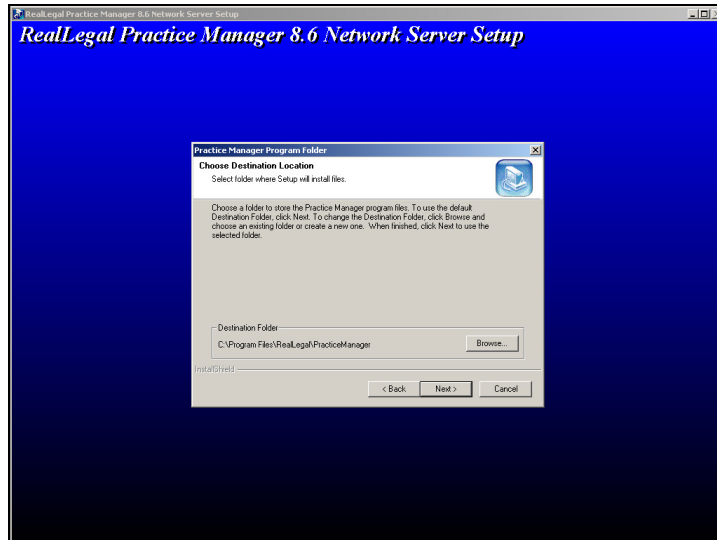 RealLegal Practice Manager 8.6 Network Server Setup
RealLegal Practice Manager 8.6 Network Server Setup
Practice Manager Program Folder
Choose Destination Location
Select folder where Setup will install files.
Choose a folder to store the Practice Manager program files. To use the default
Destination Folder, click Next. To change the Destination Folder, click Browse and
choose an existing folder or create a new one. When finished, click Next to use the
selected folder.
Destination Folder
C:\Program Files\RealLegal\PracticeManager
Browse...
InstallShield
< Back
Next >
Cancel